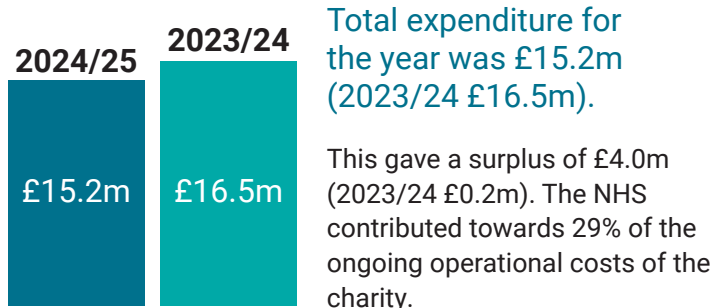 2024/25
£15.2m
2023/24
£16.5m
Total expenditure for
the year was £15.2m
(2023/24 £16.5m).
This gave a surplus of £4.0m
(2023/24 £0.2m). The NHS
contributed towards 29% of the
ongoing operational costs of the
charity.